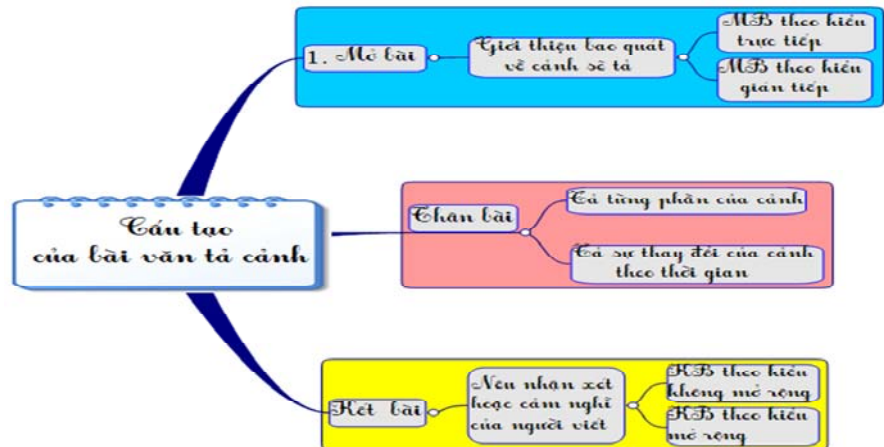 Cấu tạo
của bài văn tả cảnh
1. Mở bài
Giới thiệu bao quát
về cảnh sẽ tả
MB theo kiểu
trực tiếp
MB theo kiểu
gián tiếp
Thân bài
Tả từng phần của cảnh
Tả sự thay đổi của cảnh
theo thời gian
Kết bài
Nêu nhận xét
hoặc cảm nghĩ
của người viết
KB theo kiểu
không mở rộng
KB theo kiểu
mở rộng